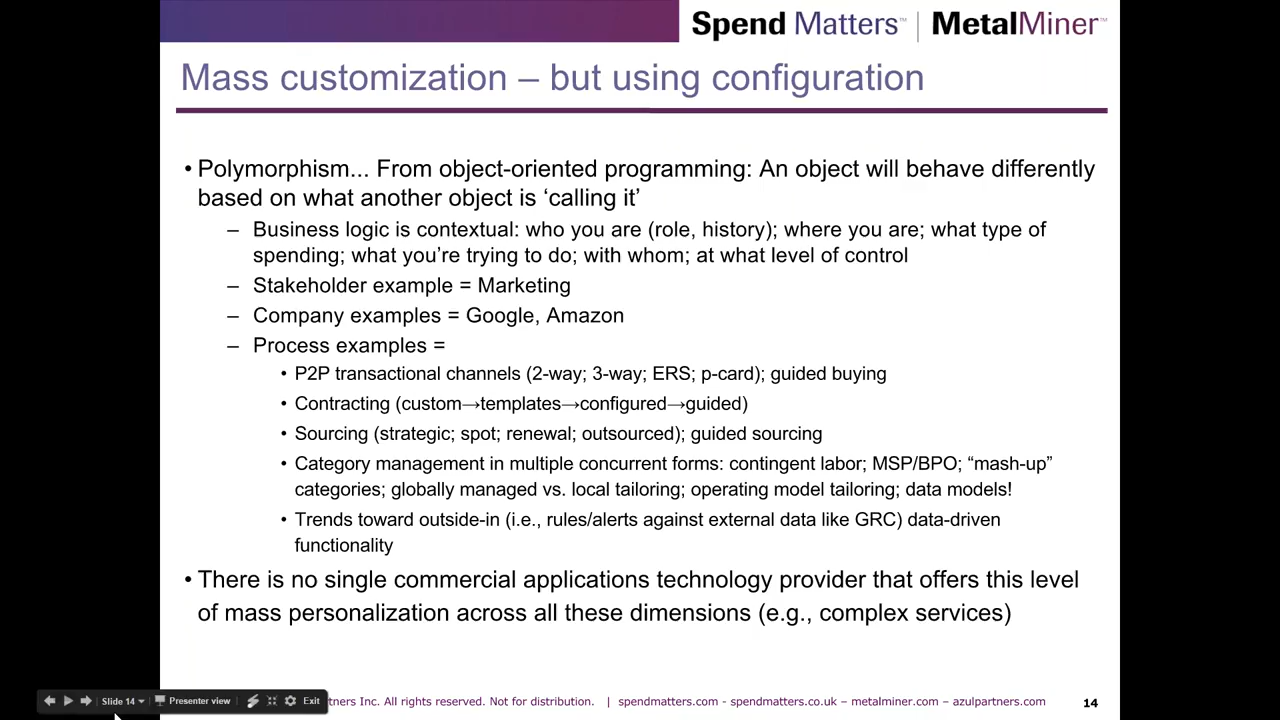 Spend Matters™ | MetalMiner™
Mass customization – but using configuration
• Polymorphism... From object-oriented programming: An object will behave differently
based on what another object is ‘calling it’
– Business logic is contextual: who you are (role, history); where you are; what type of
spending; what you’re trying to do; with whom; at what level of control
– Stakeholder example = Marketing
– Company examples = Google, Amazon
– Process examples =
• P2P transactional channels (2-way; 3-way; ERS; p-card); guided buying
• Contracting (custom→templates→configured→guided)
• Sourcing (strategic; spot; renewal; outsourced); guided sourcing
• Category management in multiple concurrent forms: contingent labor; MSP/BPO; “mash-up”
categories; globally managed vs. local tailoring; operating model tailoring; data models!
• Trends toward outside-in (i.e., rules/alerts against external data like GRC) data-driven
functionality
• There is no single commercial applications technology provider that offers this level
of mass personalization across all these dimensions (e.g., complex services)
Slide 14 Presenter view Exit
tners Inc. All rights reserved. Not for distribution. | spendmatters.com - spendmatters.co.uk – metalminer.com – azulpartners.com 14